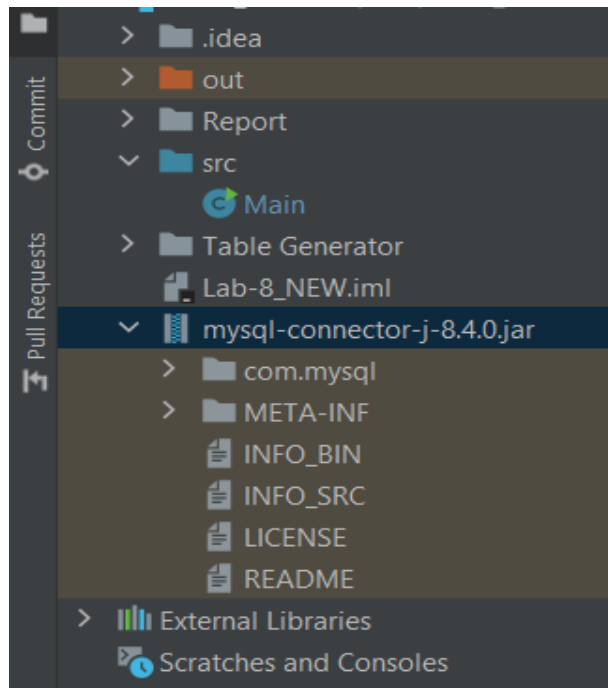 .idea
out
Report
src
Main
Table Generator
Lab-8_NEW.iml
mysql-connector-j-8.4.0.jar
com.mysql
META-INF
INFO_BIN
INFO_SRC
LICENSE
README
External Libraries
Scratches and Consoles
Commit
Pull Requests